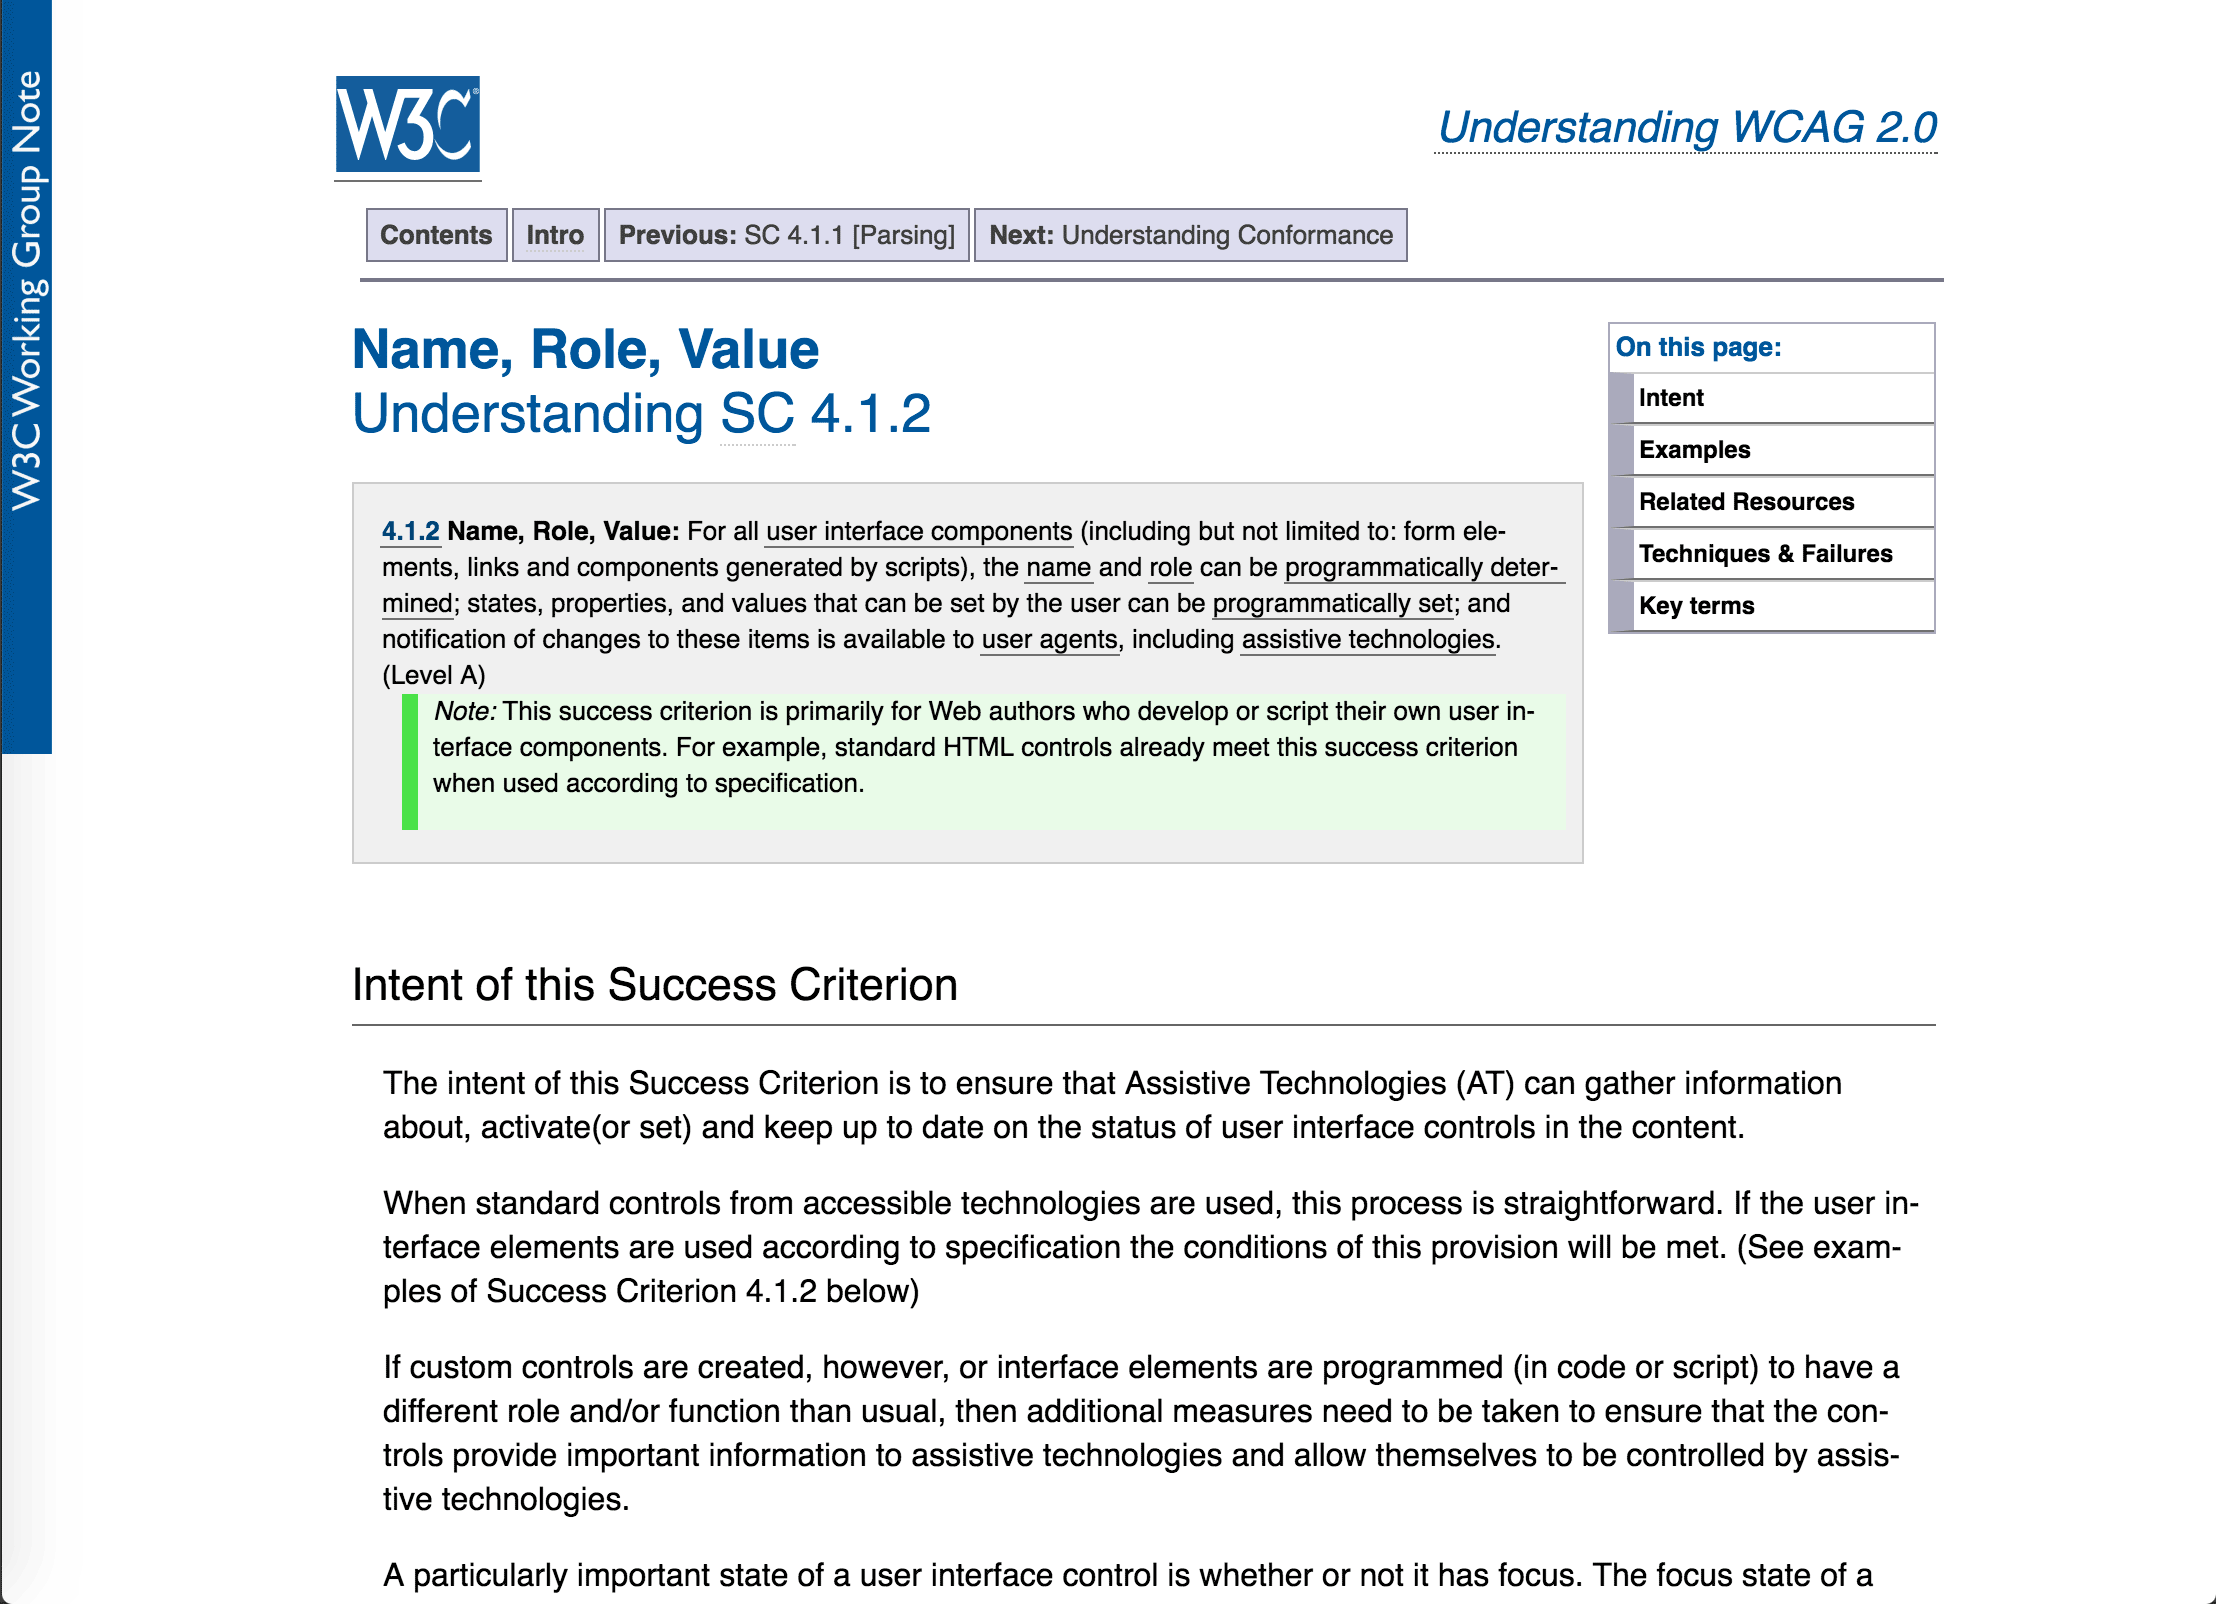 W3C Working Group Note
W3C®
Understanding WCAG 2.0
Contents Intro Previous: SC 4.1.1 [Parsing] Next: Understanding Conformance
Name, Role, Value
Understanding SC 4.1.2
On this page:
Intent
Examples
Related Resources
Techniques & Failures
Key terms
4.1.2 Name, Role, Value: For all user interface components (including but not limited to: form ele-
ments, links and components generated by scripts), the name and role can be programmatically deter-
mined; states, properties, and values that can be set by the user can be programmatically set; and
notification of changes to these items is available to user agents, including assistive technologies.
(Level A)
Note: This success criterion is primarily for Web authors who develop or script their own user in-
terface components. For example, standard HTML controls already meet this success criterion
when used according to specification.
Intent of this Success Criterion
The intent of this Success Criterion is to ensure that Assistive Technologies (AT) can gather information
about, activate(or set) and keep up to date on the status of user interface controls in the content.
When standard controls from accessible technologies are used, this process is straightforward. If the user in-
terface elements are used according to specification the conditions of this provision will be met. (See exam-
ples of Success Criterion 4.1.2 below)
If custom controls are created, however, or interface elements are programmed (in code or script) to have a
different role and/or function than usual, then additional measures need to be taken to ensure that the con-
trols provide important information to assistive technologies and allow themselves to be controlled by assis-
tive technologies.
A particularly important state of a user interface control is whether or not it has focus. The focus state of a